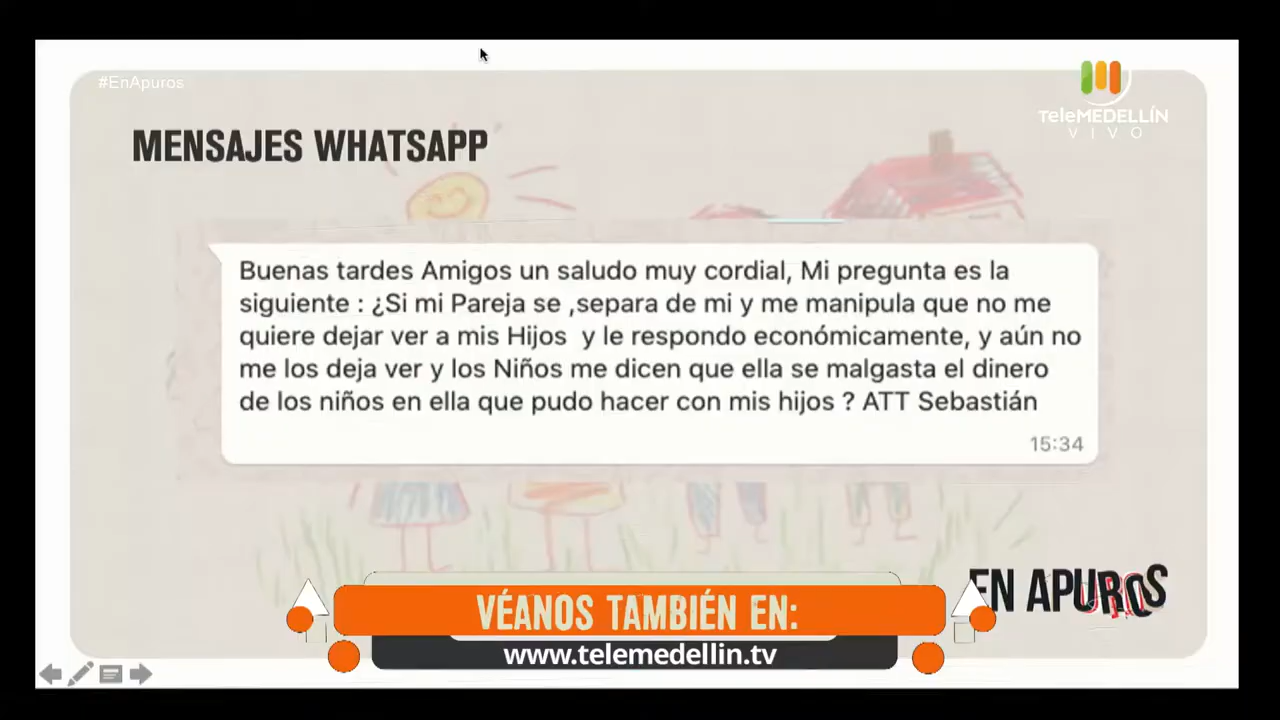 #EnApuros
TeleMEDELLÍN
VIVO
MENSAJES WHATSAPP
Buenas tardes Amigos un saludo muy cordial, Mi pregunta es la
siguiente : ¿Si mi Pareja se ,separa de mi y me manipula que no me
quiere dejar ver a mis Hijos  y le respondo económicamente, y aún no
me los deja ver y los Niños me dicen que ella se malgasta el dinero
de los niños en ella que pudo hacer con mis hijos ? ATT Sebastián
15:34
EN APUROS
VÉANOS TAMBIÉN EN:
www.telemedellin.tv